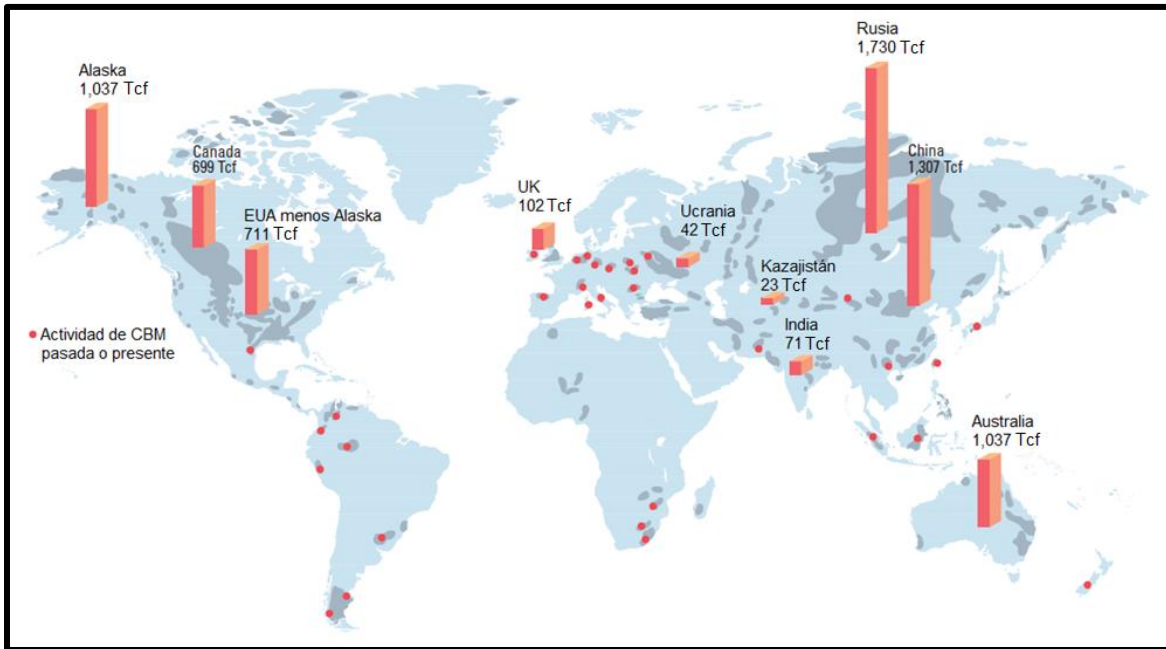 Rusia
1,730 Tcf
Alaska
1,037 Tcf
Canada
699 Tcf
China
1,307 Tcf
UK
102 Tcf
EUA menos Alaska
711 Tcf
Ucrania
42 Tcf
Kazajistán
23 Tcf
India
71 Tcf
Actividad de CBM
pasada o presente
Australia
1,037 Tcf